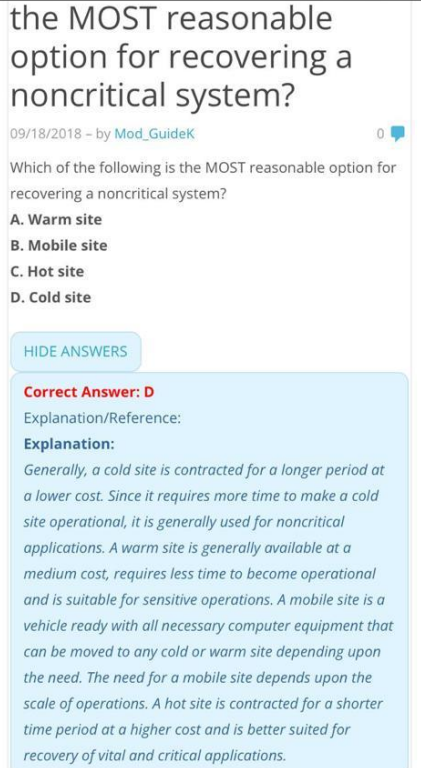 the MOST reasonable
option for recovering a
noncritical system?
09/18/2018 – by Mod_GuideK 0
Which of the following is the MOST reasonable option for
recovering a noncritical system?
A. Warm site
B. Mobile site
C. Hot site
D. Cold site
HIDE ANSWERS
Correct Answer: D
Explanation/Reference:
Explanation:
Generally, a cold site is contracted for a longer period at
a lower cost. Since it requires more time to make a cold
site operational, it is generally used for noncritical
applications. A warm site is generally available at a
medium cost, requires less time to become operational
and is suitable for sensitive operations. A mobile site is a
vehicle ready with all necessary computer equipment that
can be moved to any cold or warm site depending upon
the need. The need for a mobile site depends upon the
scale of operations. A hot site is contracted for a shorter
time period at a higher cost and is better suited for
recovery of vital and critical applications.